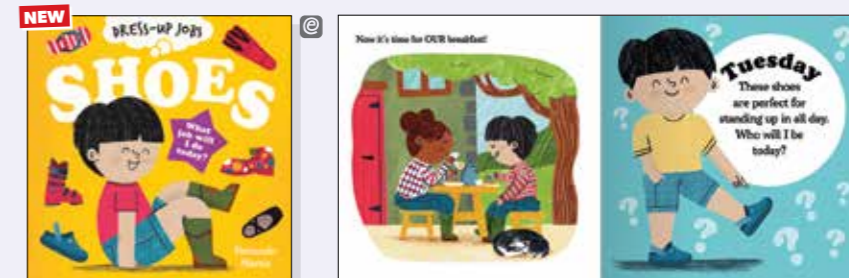 NEW
DRESS-UP JOBS
SHOES
What
job will
I do
today?
e
Now it's time for OUR breakfast!
Tuesday
These shoes
are perfect for
standing up in all day.
Who will I be
today?